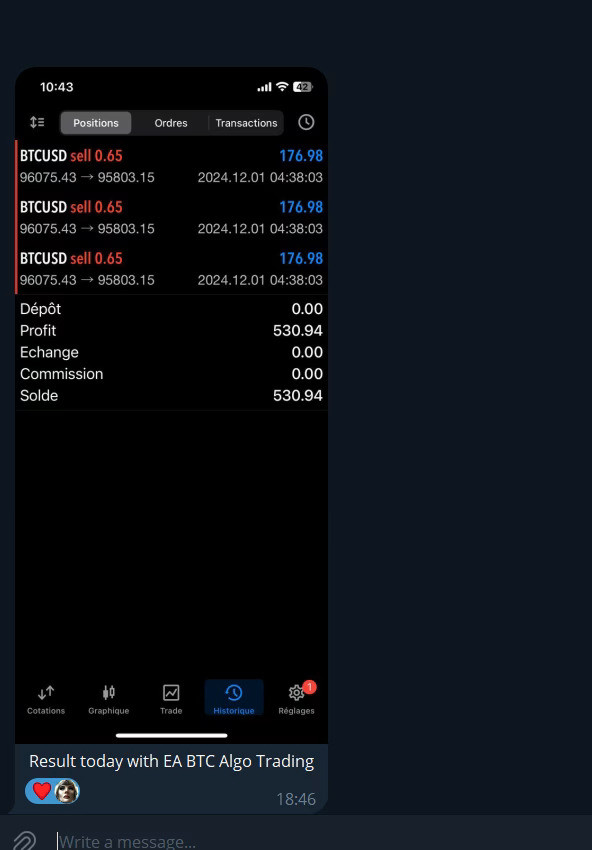 10:43
42
Positions Ordres Transactions
BTCUSD sell 0.65 176.98
96075.43 → 95803.15 2024.12.01 04:38:03
BTCUSD sell 0.65 176.98
96075.43 → 95803.15 2024.12.01 04:38:03
BTCUSD sell 0.65 176.98
96075.43 → 95803.15 2024.12.01 04:38:03
Dépôt 0.00
Profit 530.94
Echange 0.00
Commission 0.00
Solde 530.94
1
Cotations Graphique Trade Historique Réglages
Result today with EA BTC Algo Trading
18:46
Write a message...